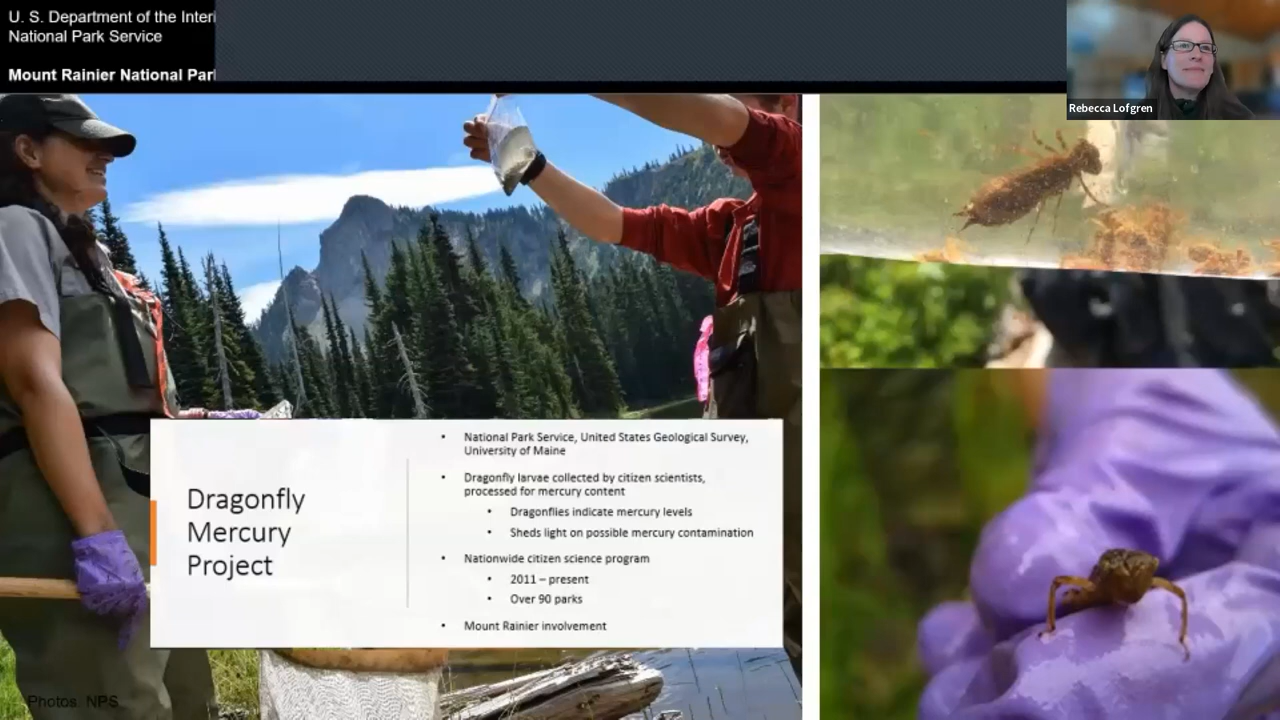 U. S. Department of the Interi
National Park Service
Mount Rainier National Par
Rebecca Lofgren
Dragonfly
Mercury
Project
• National Park Service, United States Geological Survey,
University of Maine
• Dragonfly larvae collected by citizen scientists,
processed for mercury content
• Dragonflies indicate mercury levels
• Sheds light on possible mercury contamination
• Nationwide citizen science program
• 2011 – present
• Over 90 parks
• Mount Rainier involvement
Photos: NPS